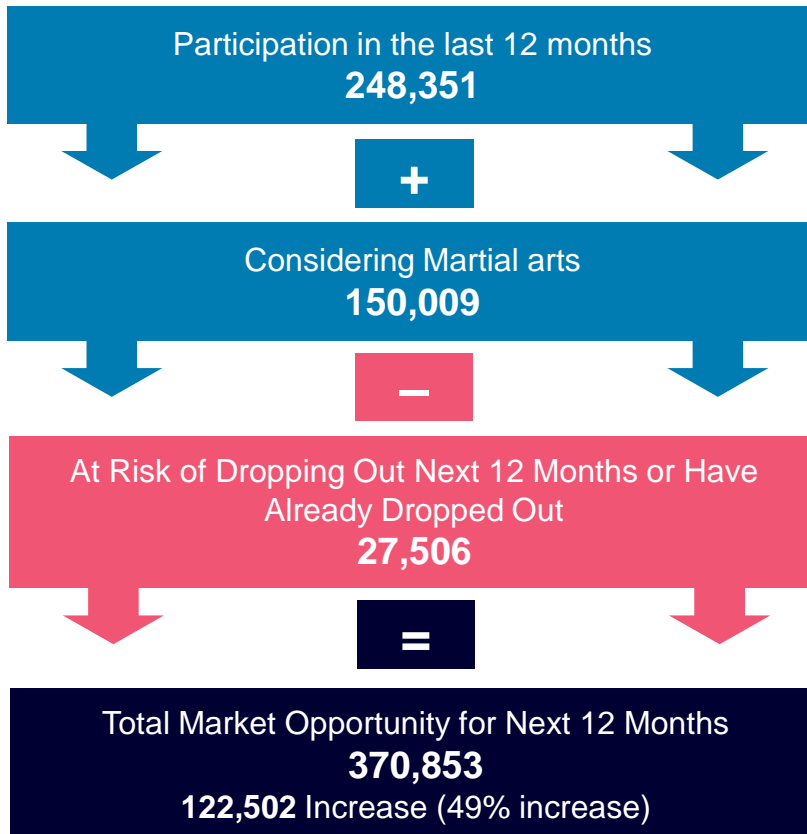 Participation in the last 12 months
248,351
+
Considering Martial arts
150,009
–
At Risk of Dropping Out Next 12 Months or Have
Already Dropped Out
27,506
=
Total Market Opportunity for Next 12 Months
370,853
122,502 Increase (49% increase)